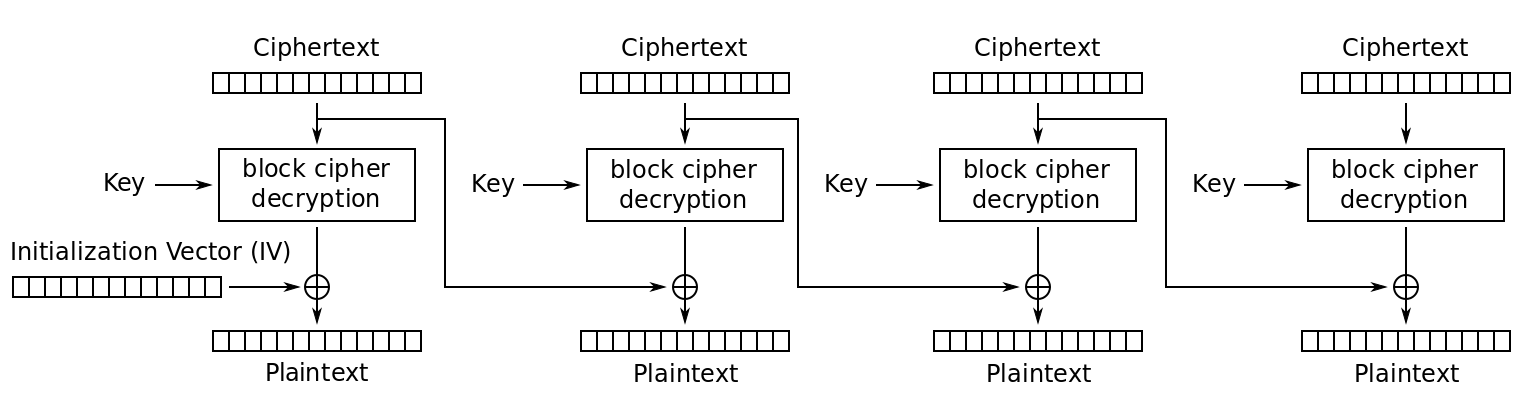 Ciphertext
Ciphertext
Ciphertext
Ciphertext
block cipher
decryption
block cipher
decryption
block cipher
decryption
block cipher
decryption
Key
Key
Key
Key
Initialization Vector (IV)
Plaintext
Plaintext
Plaintext
Plaintext